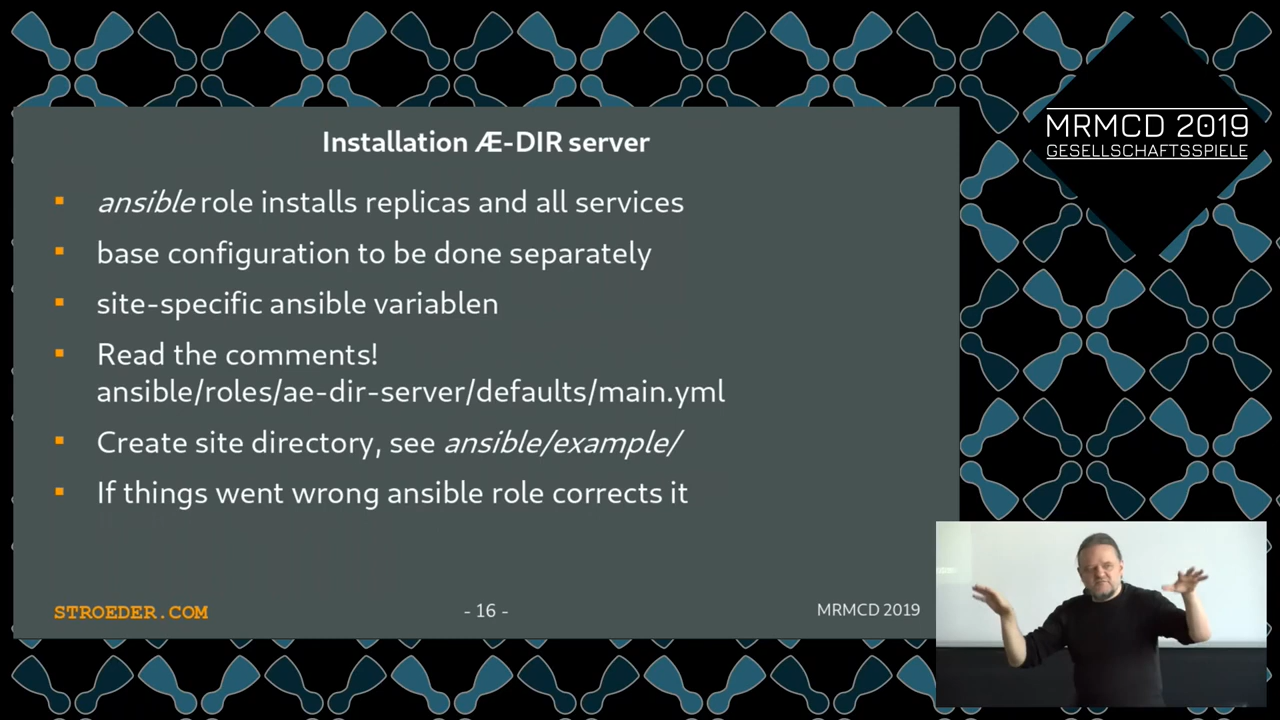 MRMCD 2019
GESELLSCHAFTSSPIELE
Installation Æ-DIR server
ansible role installs replicas and all services
base configuration to be done separately
site-specific ansible variablen
Read the comments!
ansible/roles/ae-dir-server/defaults/main.yml
Create site directory, see ansible/example/
If things went wrong ansible role corrects it
STROEDER.COM
- 16 -
MRMCD 2019